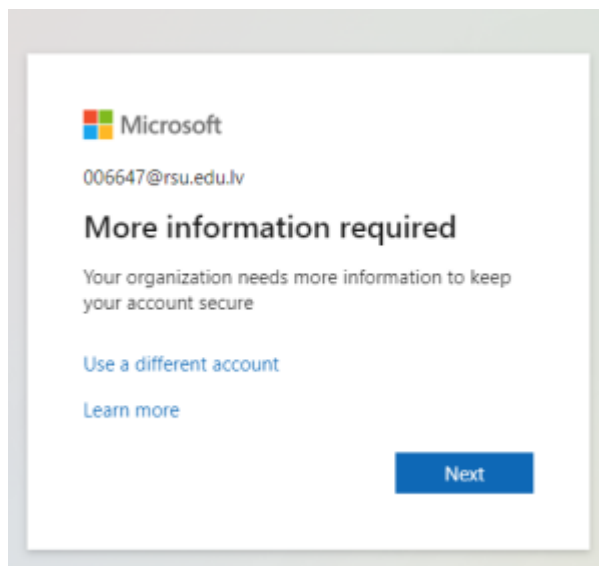 Microsoft
006647@rsu.edu.lv
More information required
Your organization needs more information to keep
your account secure
Use a different account
Learn more
Next